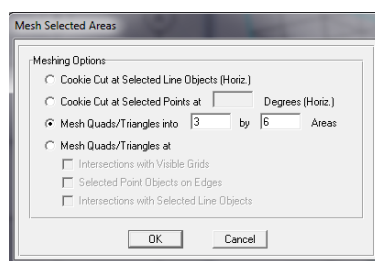 Mesh Selected Areas
Meshing Options
Cookie Cut at Selected Line Objects (Horiz.)
Cookie Cut at Selected Points at Degrees (Horiz.)
Mesh Quads/Triangles into 3 by 6 Areas
Mesh Quads/Triangles at
Intersections with Visible Grids
Selected Point Objects on Edges
Intersections with Selected Line Objects
OK Cancel